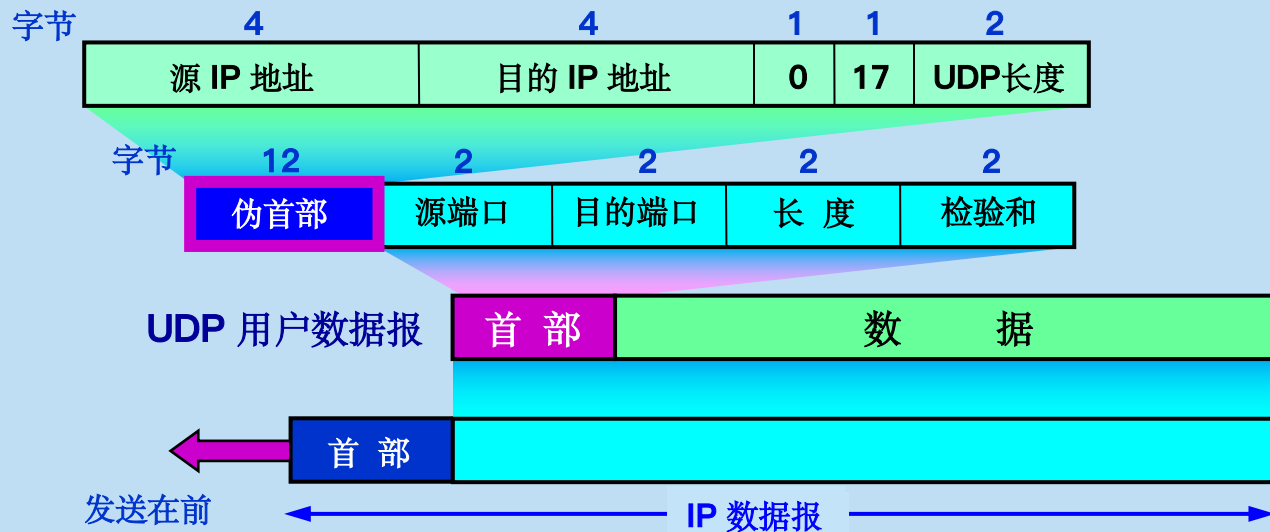 字节 4 4 1 1 2
源 IP 地址 目的 IP 地址 0 17 UDP长度
字节 12 2 2 2 2
伪首部 源端口 目的端口 长 度 检验和
UDP 用户数据报 首 部 数 据
首 部
发送在前 IP 数据报